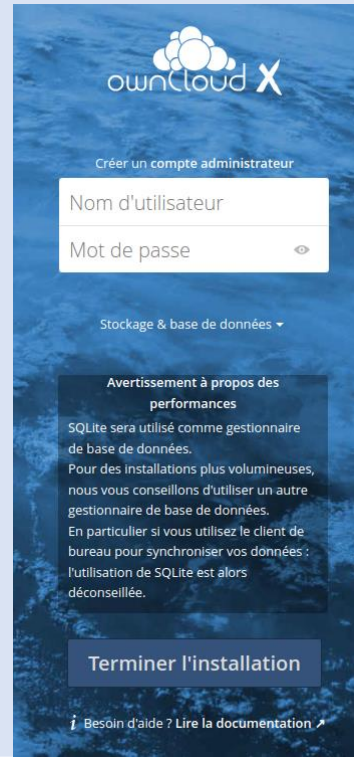 ownCloud X
Créer un compte administrateur
Nom d'utilisateur
Mot de passe
Stockage & base de données
Avertissement à propos des
performances
SQLite sera utilisé comme gestionnaire
de base de données.
Pour des installations plus volumineuses,
nous vous conseillons d'utiliser un autre
gestionnaire de base de données.
En particulier si vous utilisez le client de
bureau pour synchroniser vos données :
l'utilisation de SQLite est alors
déconseillée.
Terminer l'installation
i Besoin d'aide ? Lire la documentation ↗